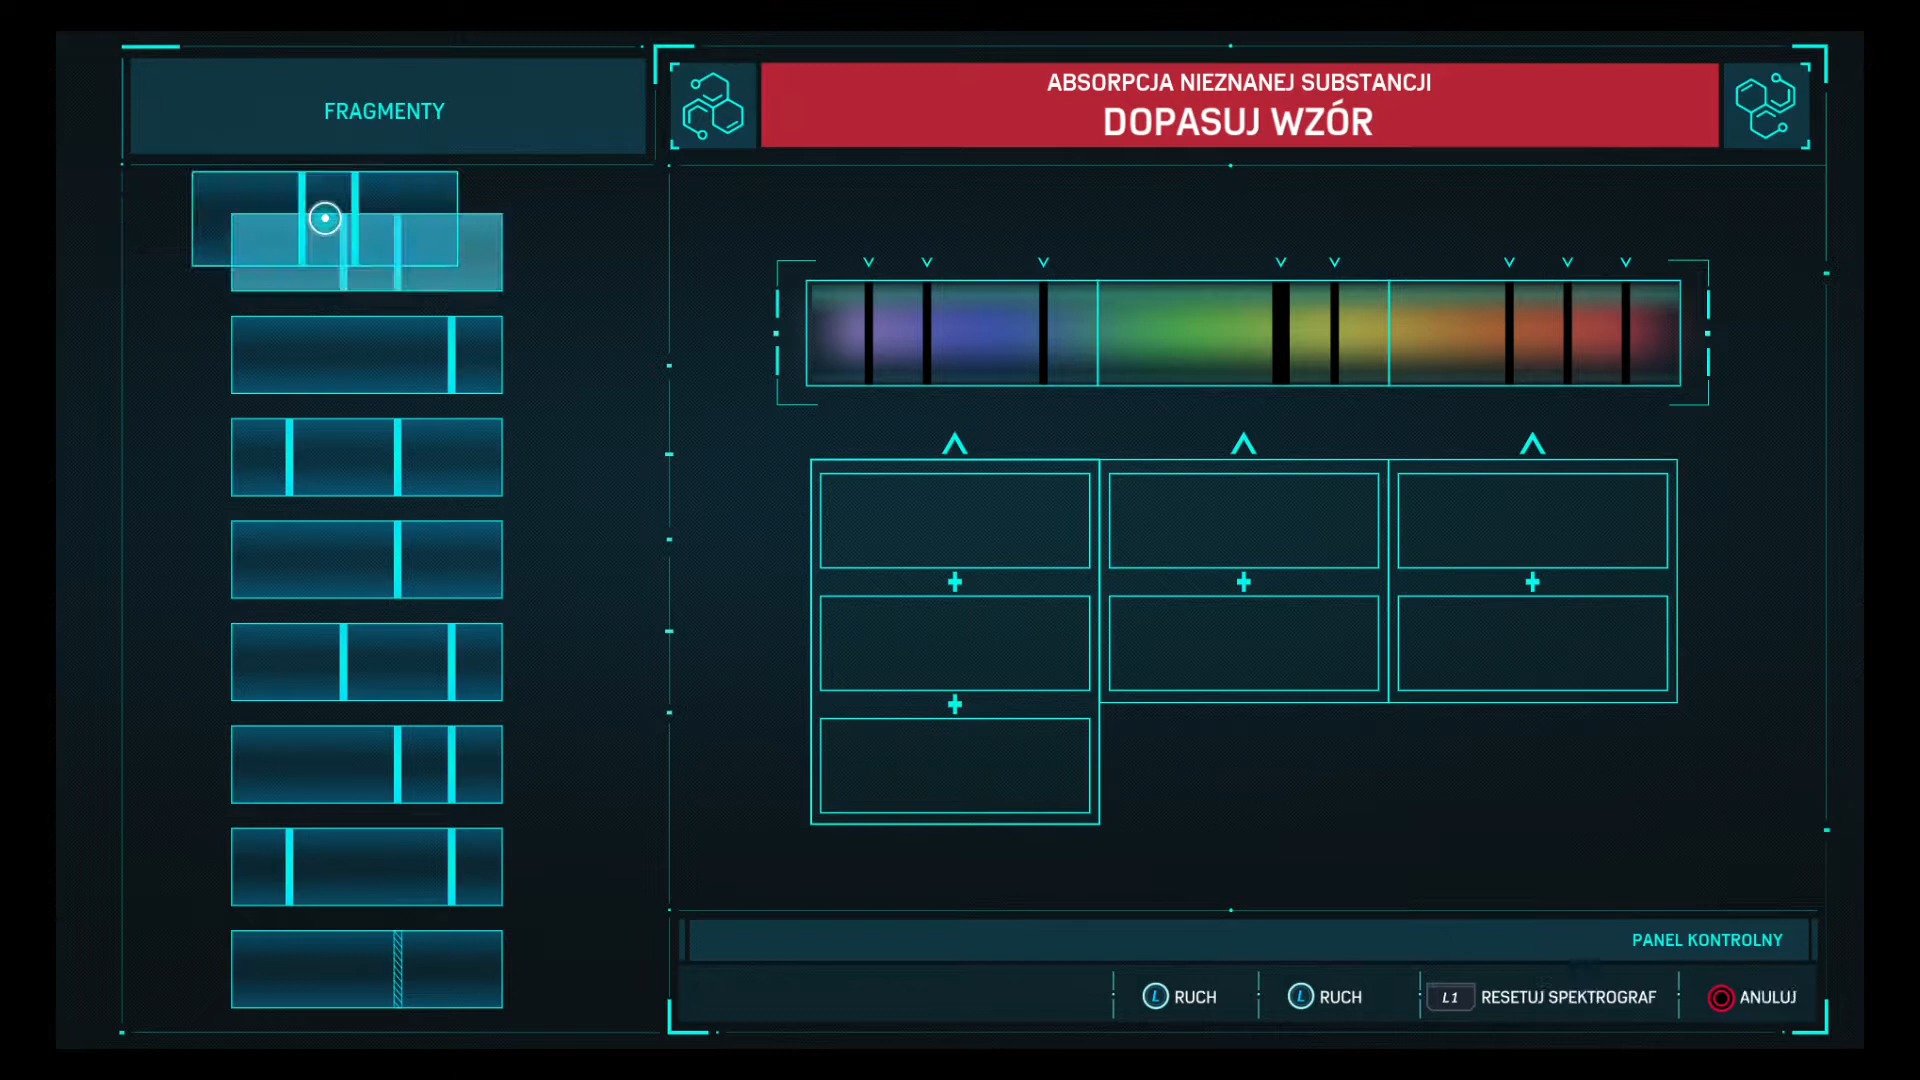 FRAGMENTY
ABSORPCJA NIEZNANEJ SUBSTANCJI
DOPASUJ WZÓR
PANEL KONTROLNY
L RUCH
L RUCH
L1 RESETUJ SPEKTROGRAF
ANULUJ